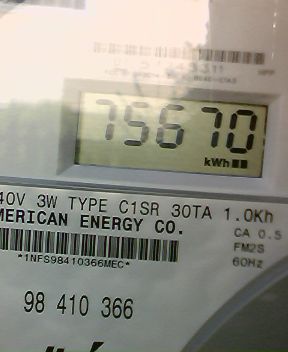 75670
kWh
40V 3W TYPE C1SR 30TA 1.0Kh
MERICAN ENERGY CO.
CA 0.5
*1NFS98410366MEC*
FM2S
60Hz
98 410 366